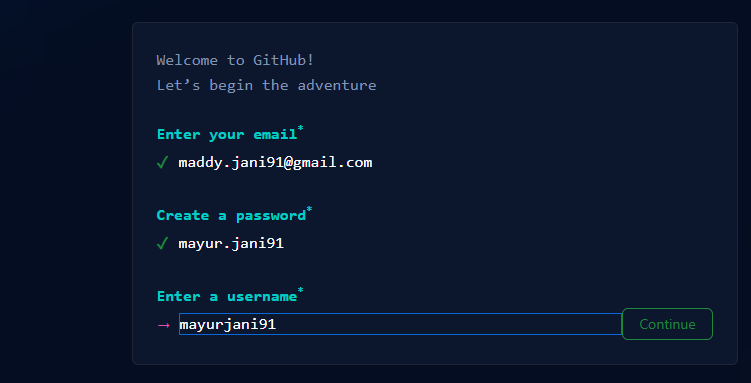 Welcome to GitHub!
Let’s begin the adventure
Enter your email*
✓ maddy.jani91@gmail.com
Create a password*
✓ mayur.jani91
Enter a username*
→ mayurjani91 Continue